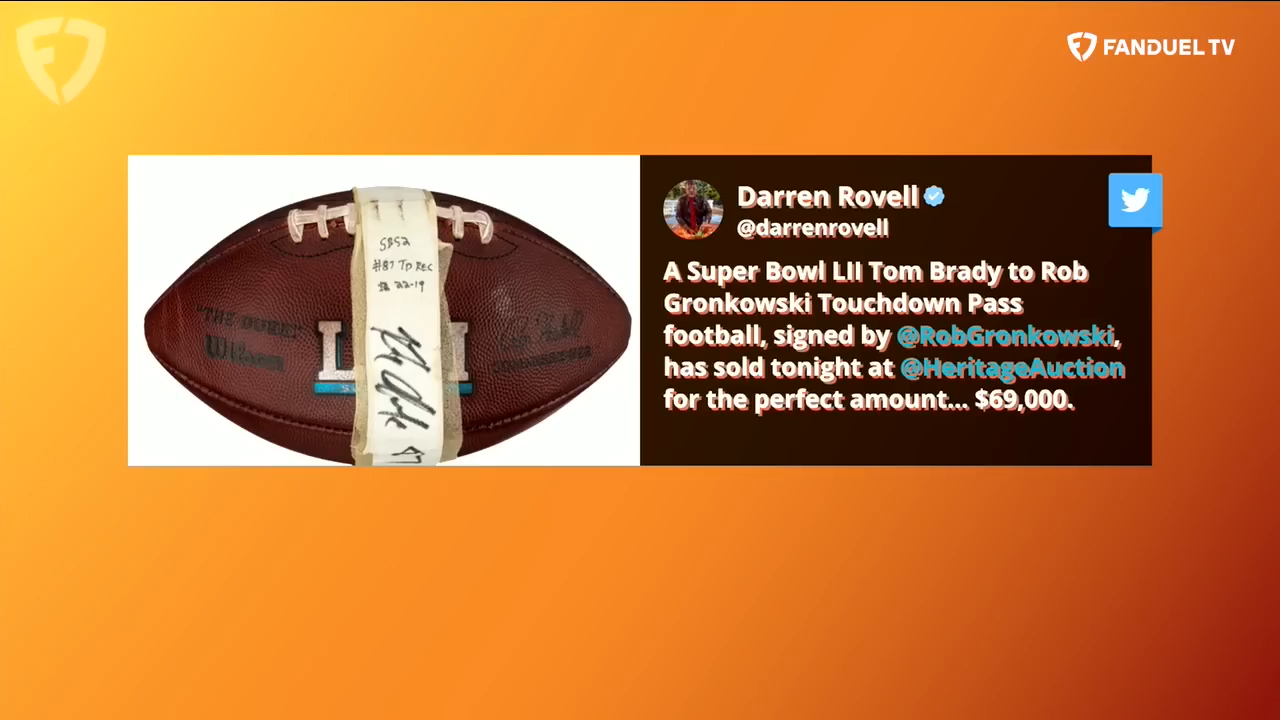 FANDUEL TV
Darren Rovell
@darrenrovell
A Super Bowl LII Tom Brady to Rob
Gronkowski Touchdown Pass
football, signed by @RobGronkowski,
has sold tonight at @HeritageAuction
for the perfect amount... $69,000.
"THE DUKE"
Wilson
SB52
#87 TD REC
87